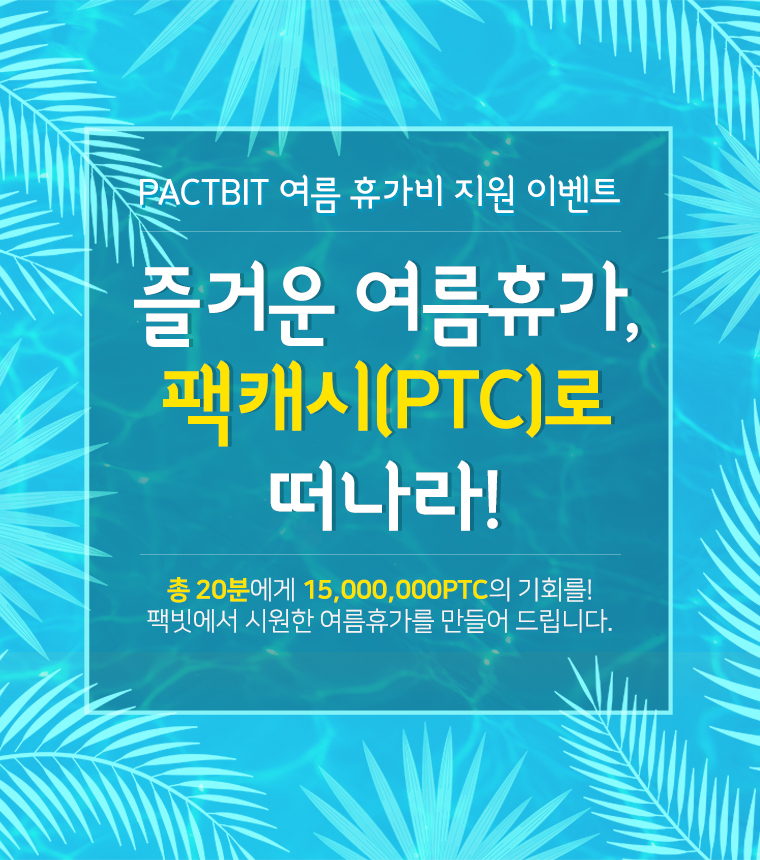 PACTBIT 여름 휴가비 지원 이벤트
즐거운 여름휴가,
팩캐시(PTC)로
떠나라!
총 20분에게 15,000,000PTC의 기회를!
팩빗에서 시원한 여름휴가를 만들어 드립니다.